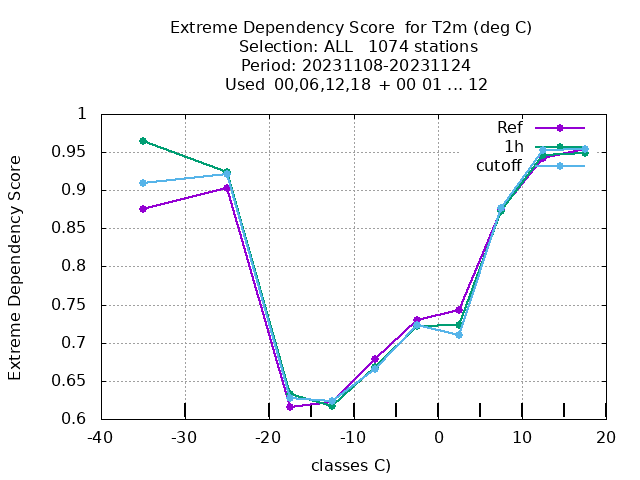 Extreme Dependency Score  for T2m (deg C)
Selection: ALL   1074 stations
Period: 20231108-20231124
Used  00,06,12,18  + 00 01 ... 12
Ref
1h
cutoff
1
0.95
0.9
0.85
0.8
0.75
0.7
0.65
0.6
Extreme Dependency Score
-40
-30
-20
-10
0
10
20
classes C)